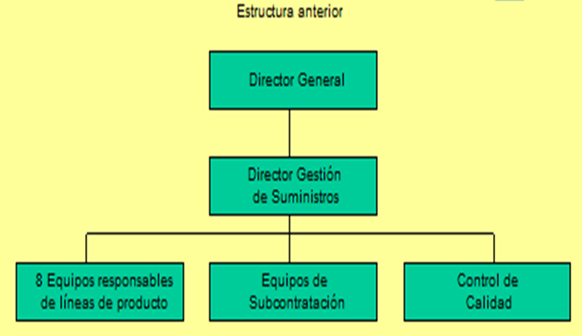 Estructura anterior
Director General
Director Gestión
de Suministros
8 Equipos responsables
de líneas de producto
Equipos de
Subcontratación
Control de
Calidad